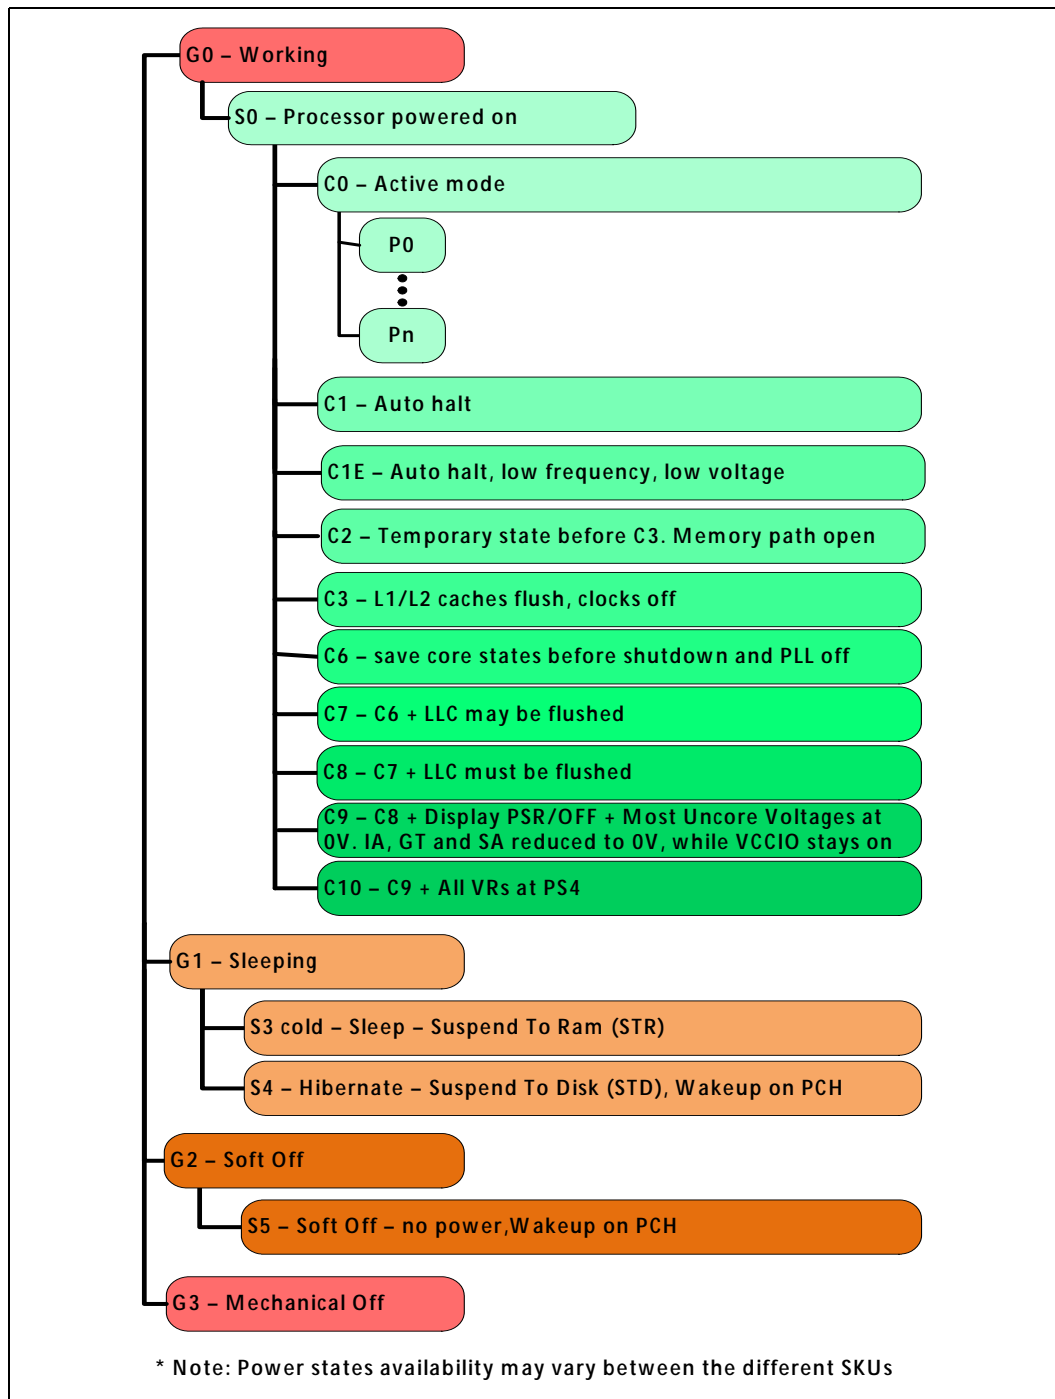 G0 – Working
S0 – Processor powered on
C0 – Active mode
P0
Pn
C1 – Auto halt
C1E – Auto halt, low frequency, low voltage
C2 – Temporary state before C3. Memory path open
C3 – L1/L2 caches flush, clocks off
C6 – save core states before shutdown and PLL off
C7 – C6 + LLC may be flushed
C8 – C7 + LLC must be flushed
C9 – C8 + Display PSR/OFF + Most Uncore Voltages at
0V. IA, GT and SA reduced to 0V, while VCCIO stays on
C10 – C9 + All VRs at PS4
G1 – Sleeping
S3 cold – Sleep – Suspend To Ram (STR)
S4 – Hibernate – Suspend To Disk (STD), Wakeup on PCH
G2 – Soft Off
S5 – Soft Off – no power,Wakeup on PCH
G3 – Mechanical Off
* Note: Power states availability may vary between the different SKUs